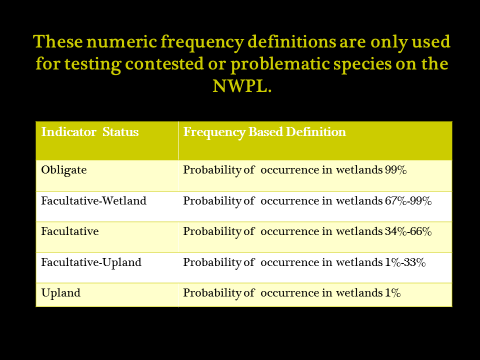 These numeric frequency definitions are only used
for testing contested or problematic species on the
NWPL.
Indicator Status Frequency Based Definition
Obligate Probability of occurrence in wetlands 99%
Facultative-Wetland Probability of occurrence in wetlands 67%-99%
Facultative Probability of occurrence in wetlands 34%-66%
Facultative-Upland Probability of occurrence in wetlands 1%-33%
Upland Probability of occurrence in wetlands 1%